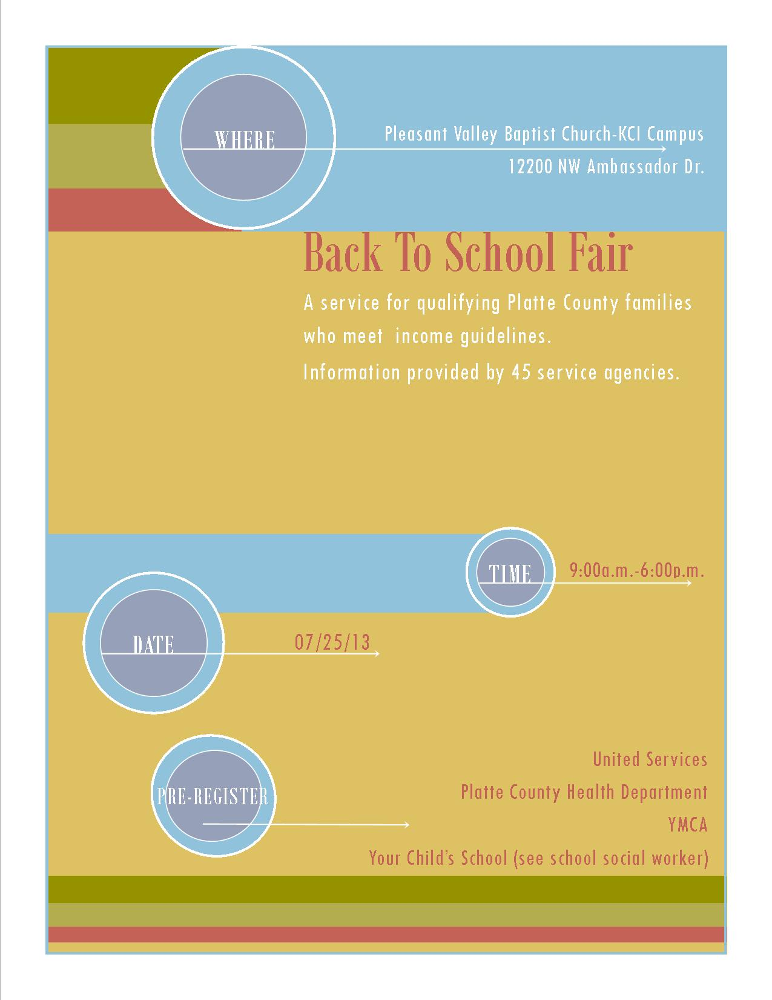 WHERE
Pleasant Valley Baptist Church-KCI Campus
12200 NW Ambassador Dr.
Back To School Fair
A service for qualifying Platte County families
who meet  income guidelines.
Information provided by 45 service agencies.
TIME
9:00a.m.-6:00p.m.
DATE
07/25/13
PRE-REGISTER
United Services
Platte County Health Department
YMCA
Your Child’s School (see school social worker)